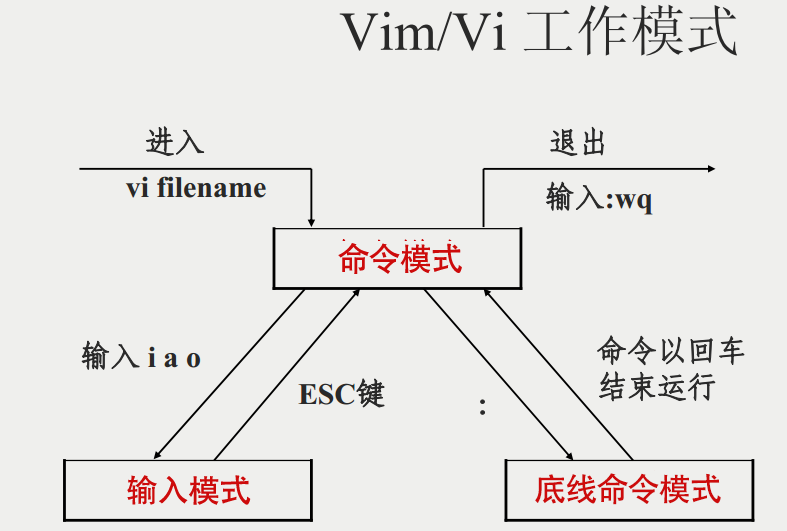 Vim/Vi 工作模式
进入
vi filename
退出
输入:wq
命令模式
输入 i a o
ESC键
:
命令以回车
结束运行
输入模式
底线命令模式